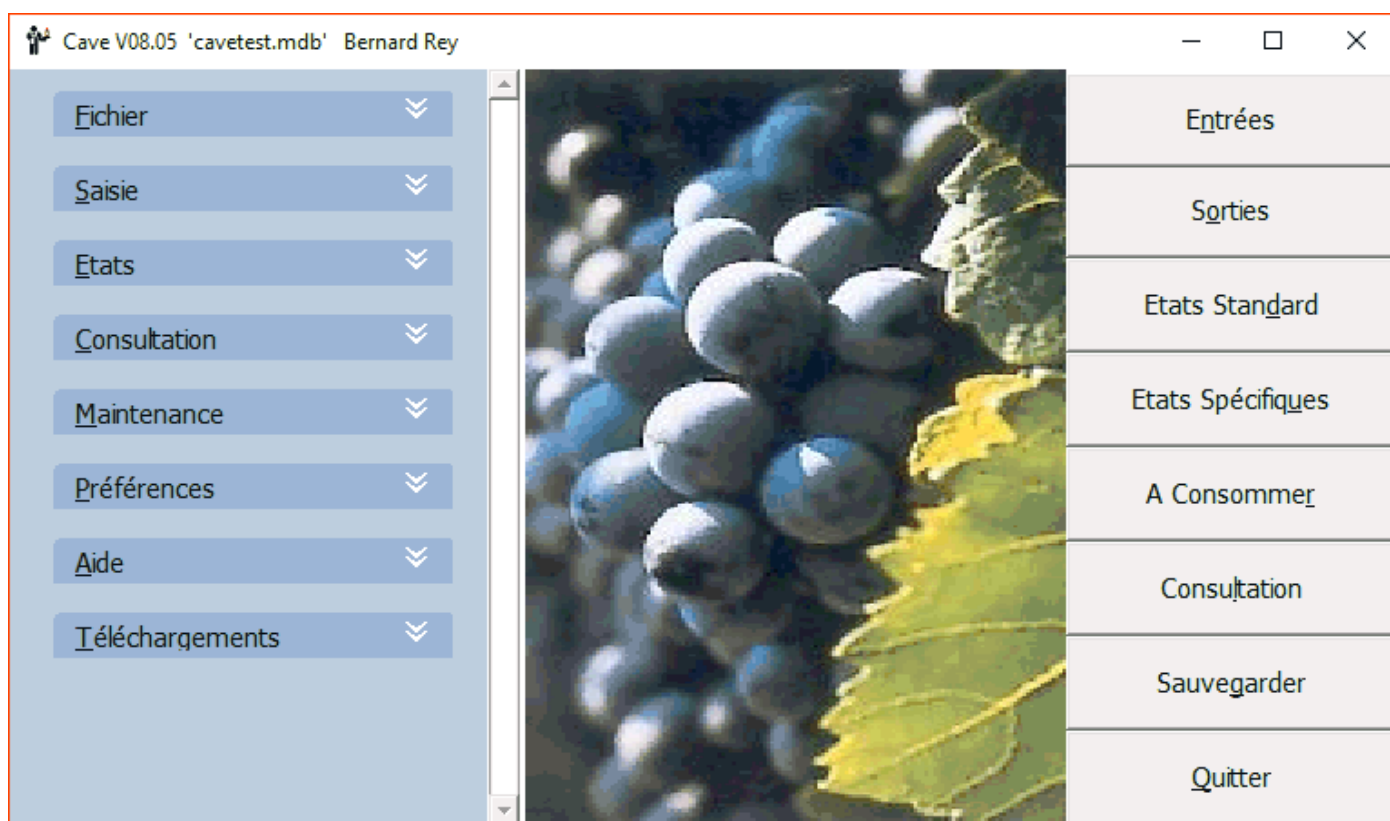 Cave V08.05 'cavetest.mdb' Bernard Rey
Fichier
Saisie
Etats
Consultation
Maintenance
Préférences
Aide
Téléchargements
Entrées
Sorties
Etats Standard
Etats Spécifiques
A Consommer
Consultation
Sauvegarder
Quitter